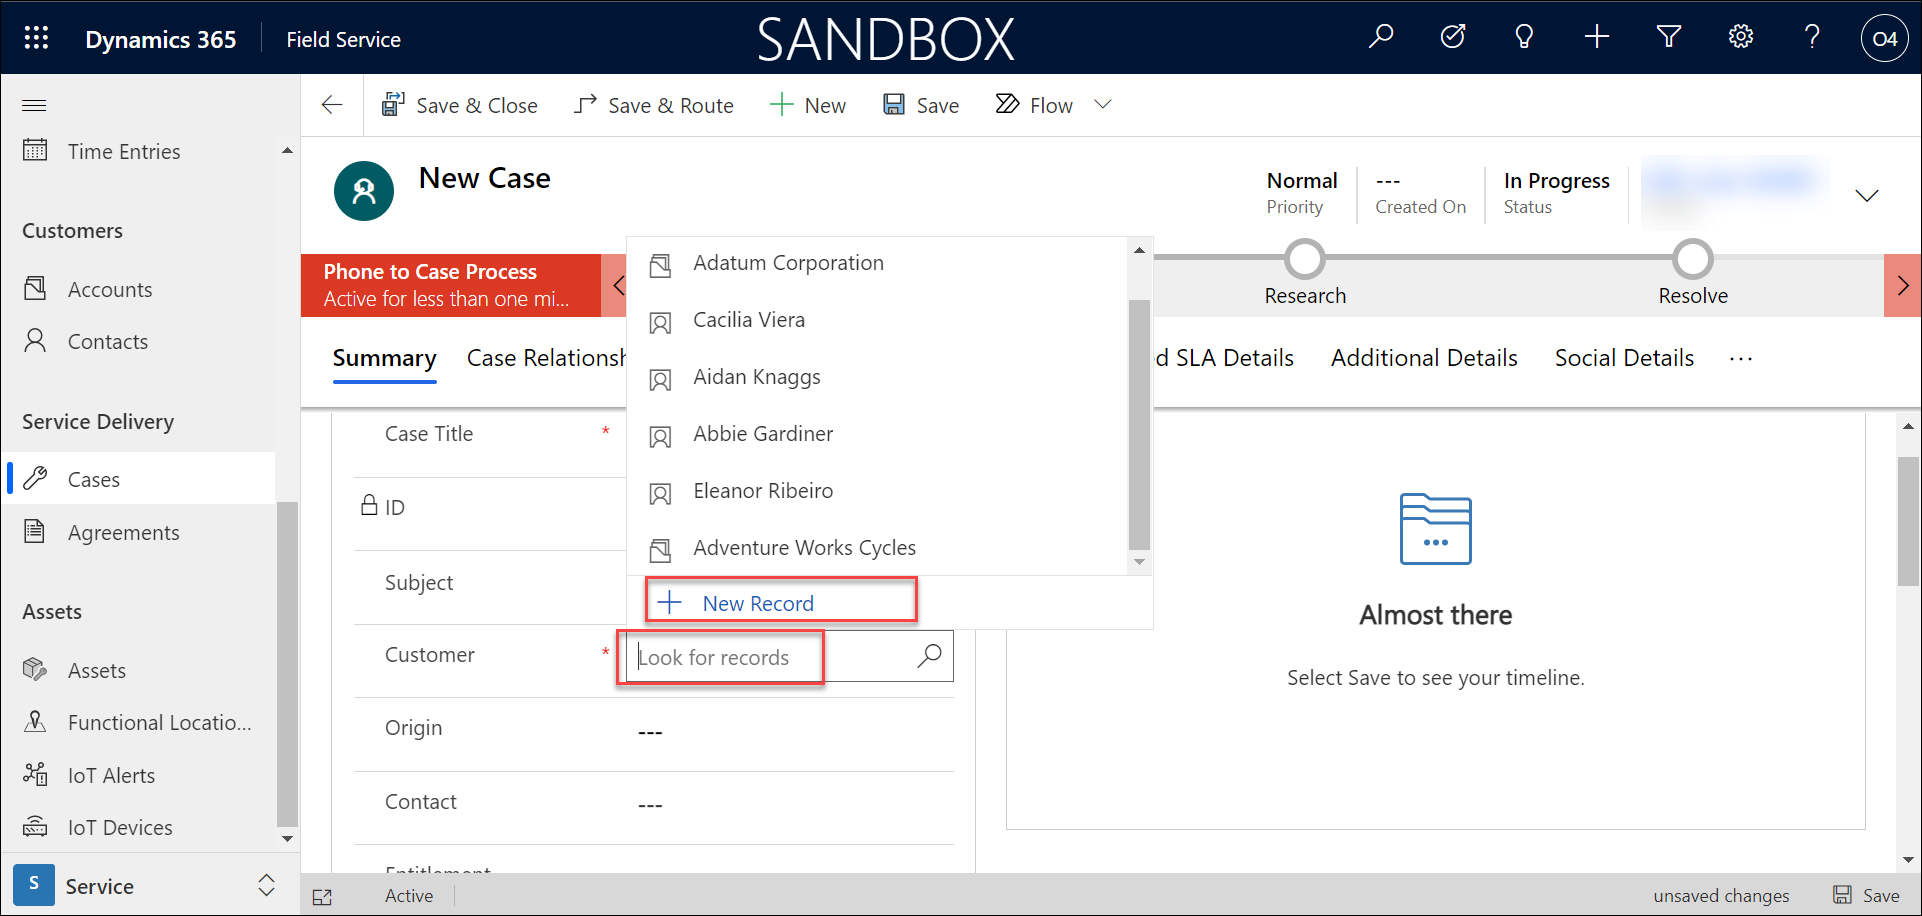 Dynamics 365
Field Service
SANDBOX
O4
Save & Close
Save & Route
New
Save
Flow
Time Entries
Customers
Accounts
Contacts
Service Delivery
Cases
Agreements
Assets
Assets
Functional Locatio...
IoT Alerts
IoT Devices
S
Service
New Case
Normal
Priority
---
Created On
In Progress
Status
Phone to Case Process
Active for less than one mi...
Research
Resolve
Summary
Case Relationsh
d SLA Details
Additional Details
Social Details
...
Adatum Corporation
Cacilia Viera
Aidan Knaggs
Abbie Gardiner
Eleanor Ribeiro
Adventure Works Cycles
New Record
Case Title *
ID
Subject
Customer * Look for records
Origin ---
Contact ---
Entitlement
Almost there
Select Save to see your timeline.
Active
unsaved changes
Save